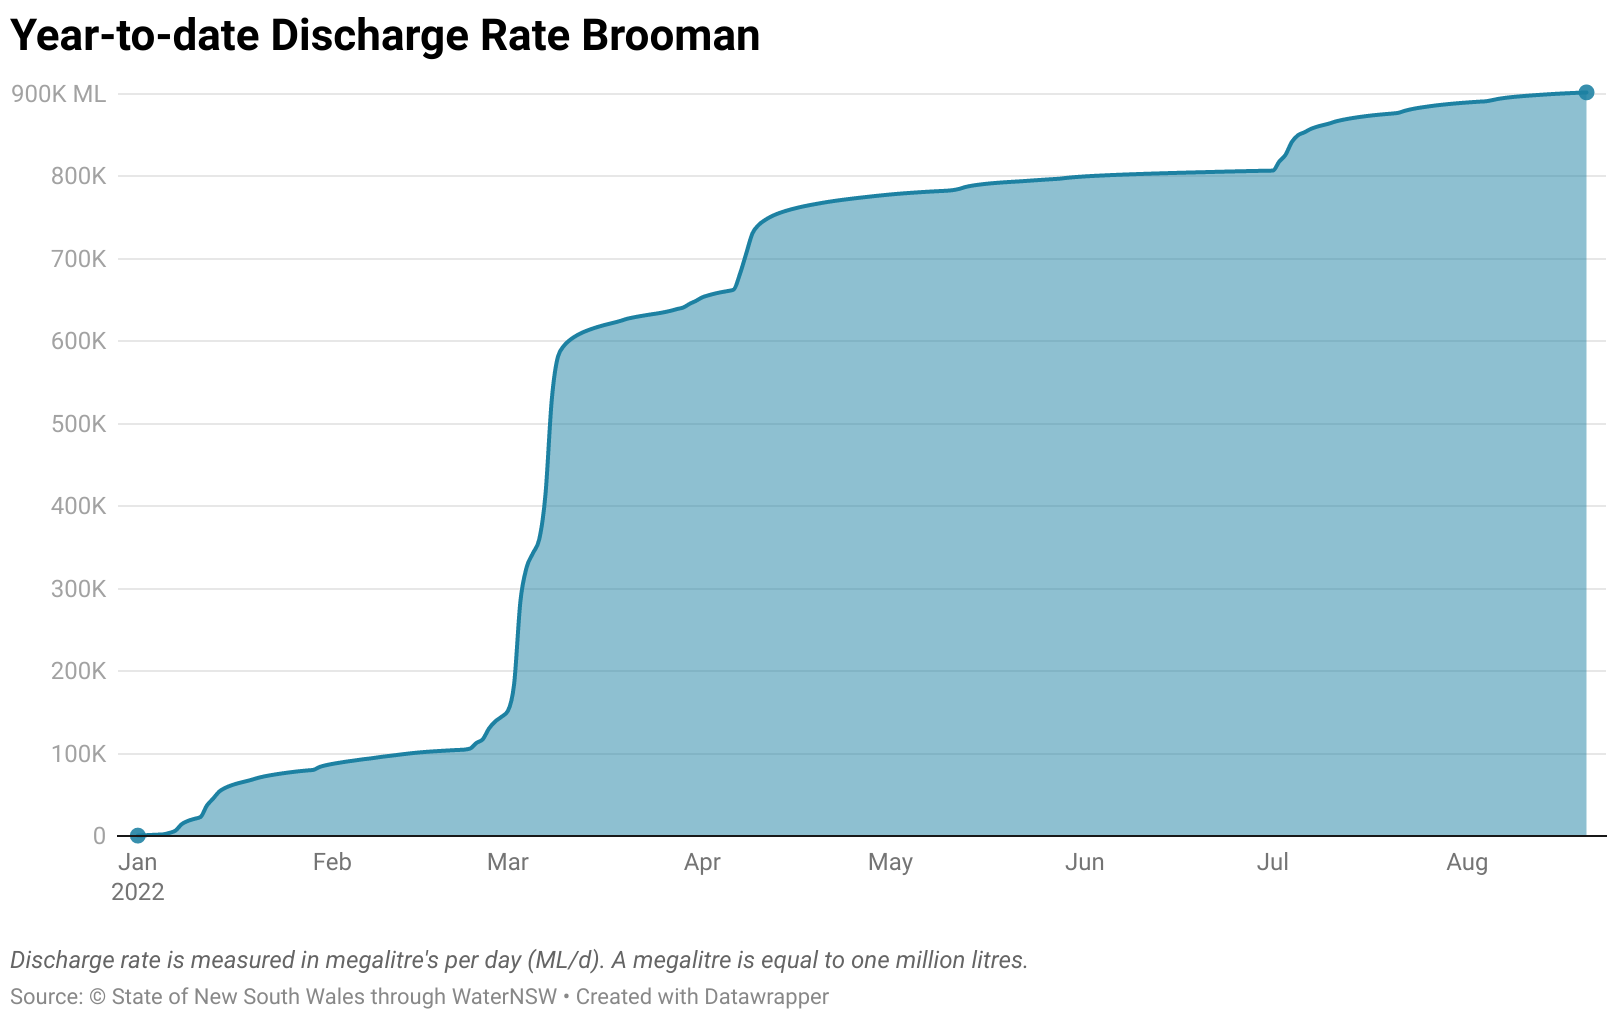 Year-to-date Discharge Rate Brooman
900K ML
800K
700K
600K
500K
400K
300K
200K
100K
0
Jan Feb Mar Apr May Jun Jul Aug
2022
Discharge rate is measured in megalitre's per day (ML/d). A megalitre is equal to one million litres.
Source: © State of New South Wales through WaterNSW • Created with Datawrapper